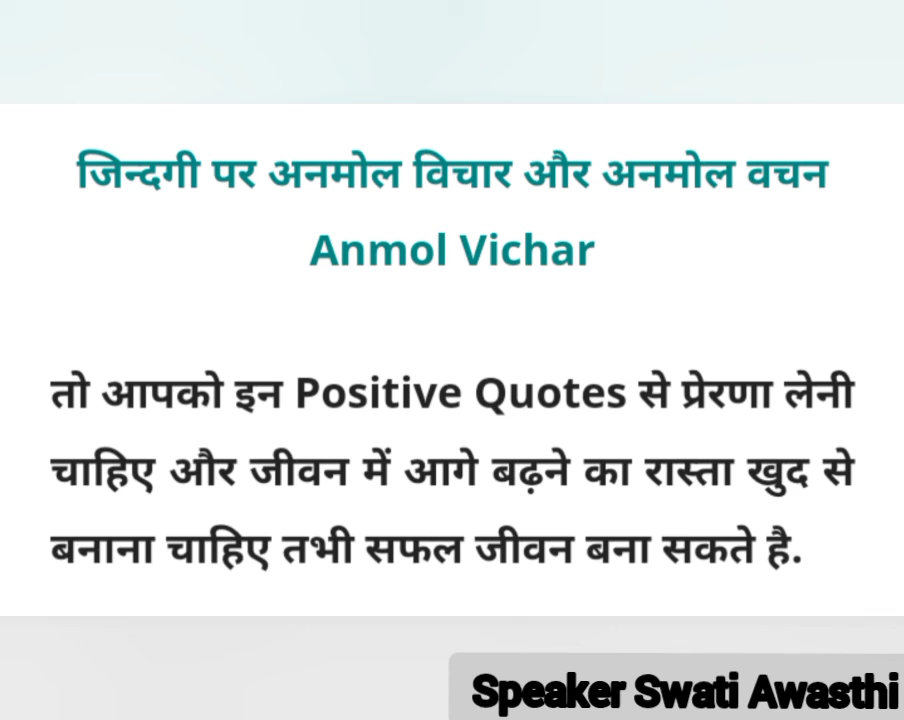 जिन्दगी पर अनमोल विचार और अनमोल वचन
Anmol Vichar
तो आपको इन Positive Quotes से प्रेरणा लेनी
चाहिए और जीवन में आगे बढ़ने का रास्ता खुद से
बनाना चाहिए तभी सफल जीवन बना सकते है.
Speaker Swati Awasthi